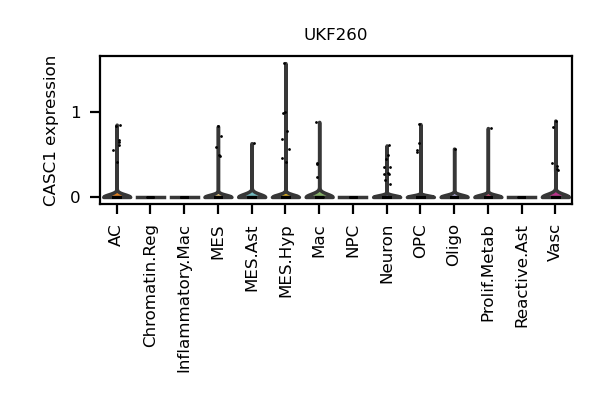 UKF260
CASC1 expression
1
0
AC
Chromatin.Reg
Inflammatory.Mac
MES
MES.Ast
MES.Hyp
Mac
NPC
Neuron
OPC
Oligo
Prolif.Metab
Reactive.Ast
Vasc